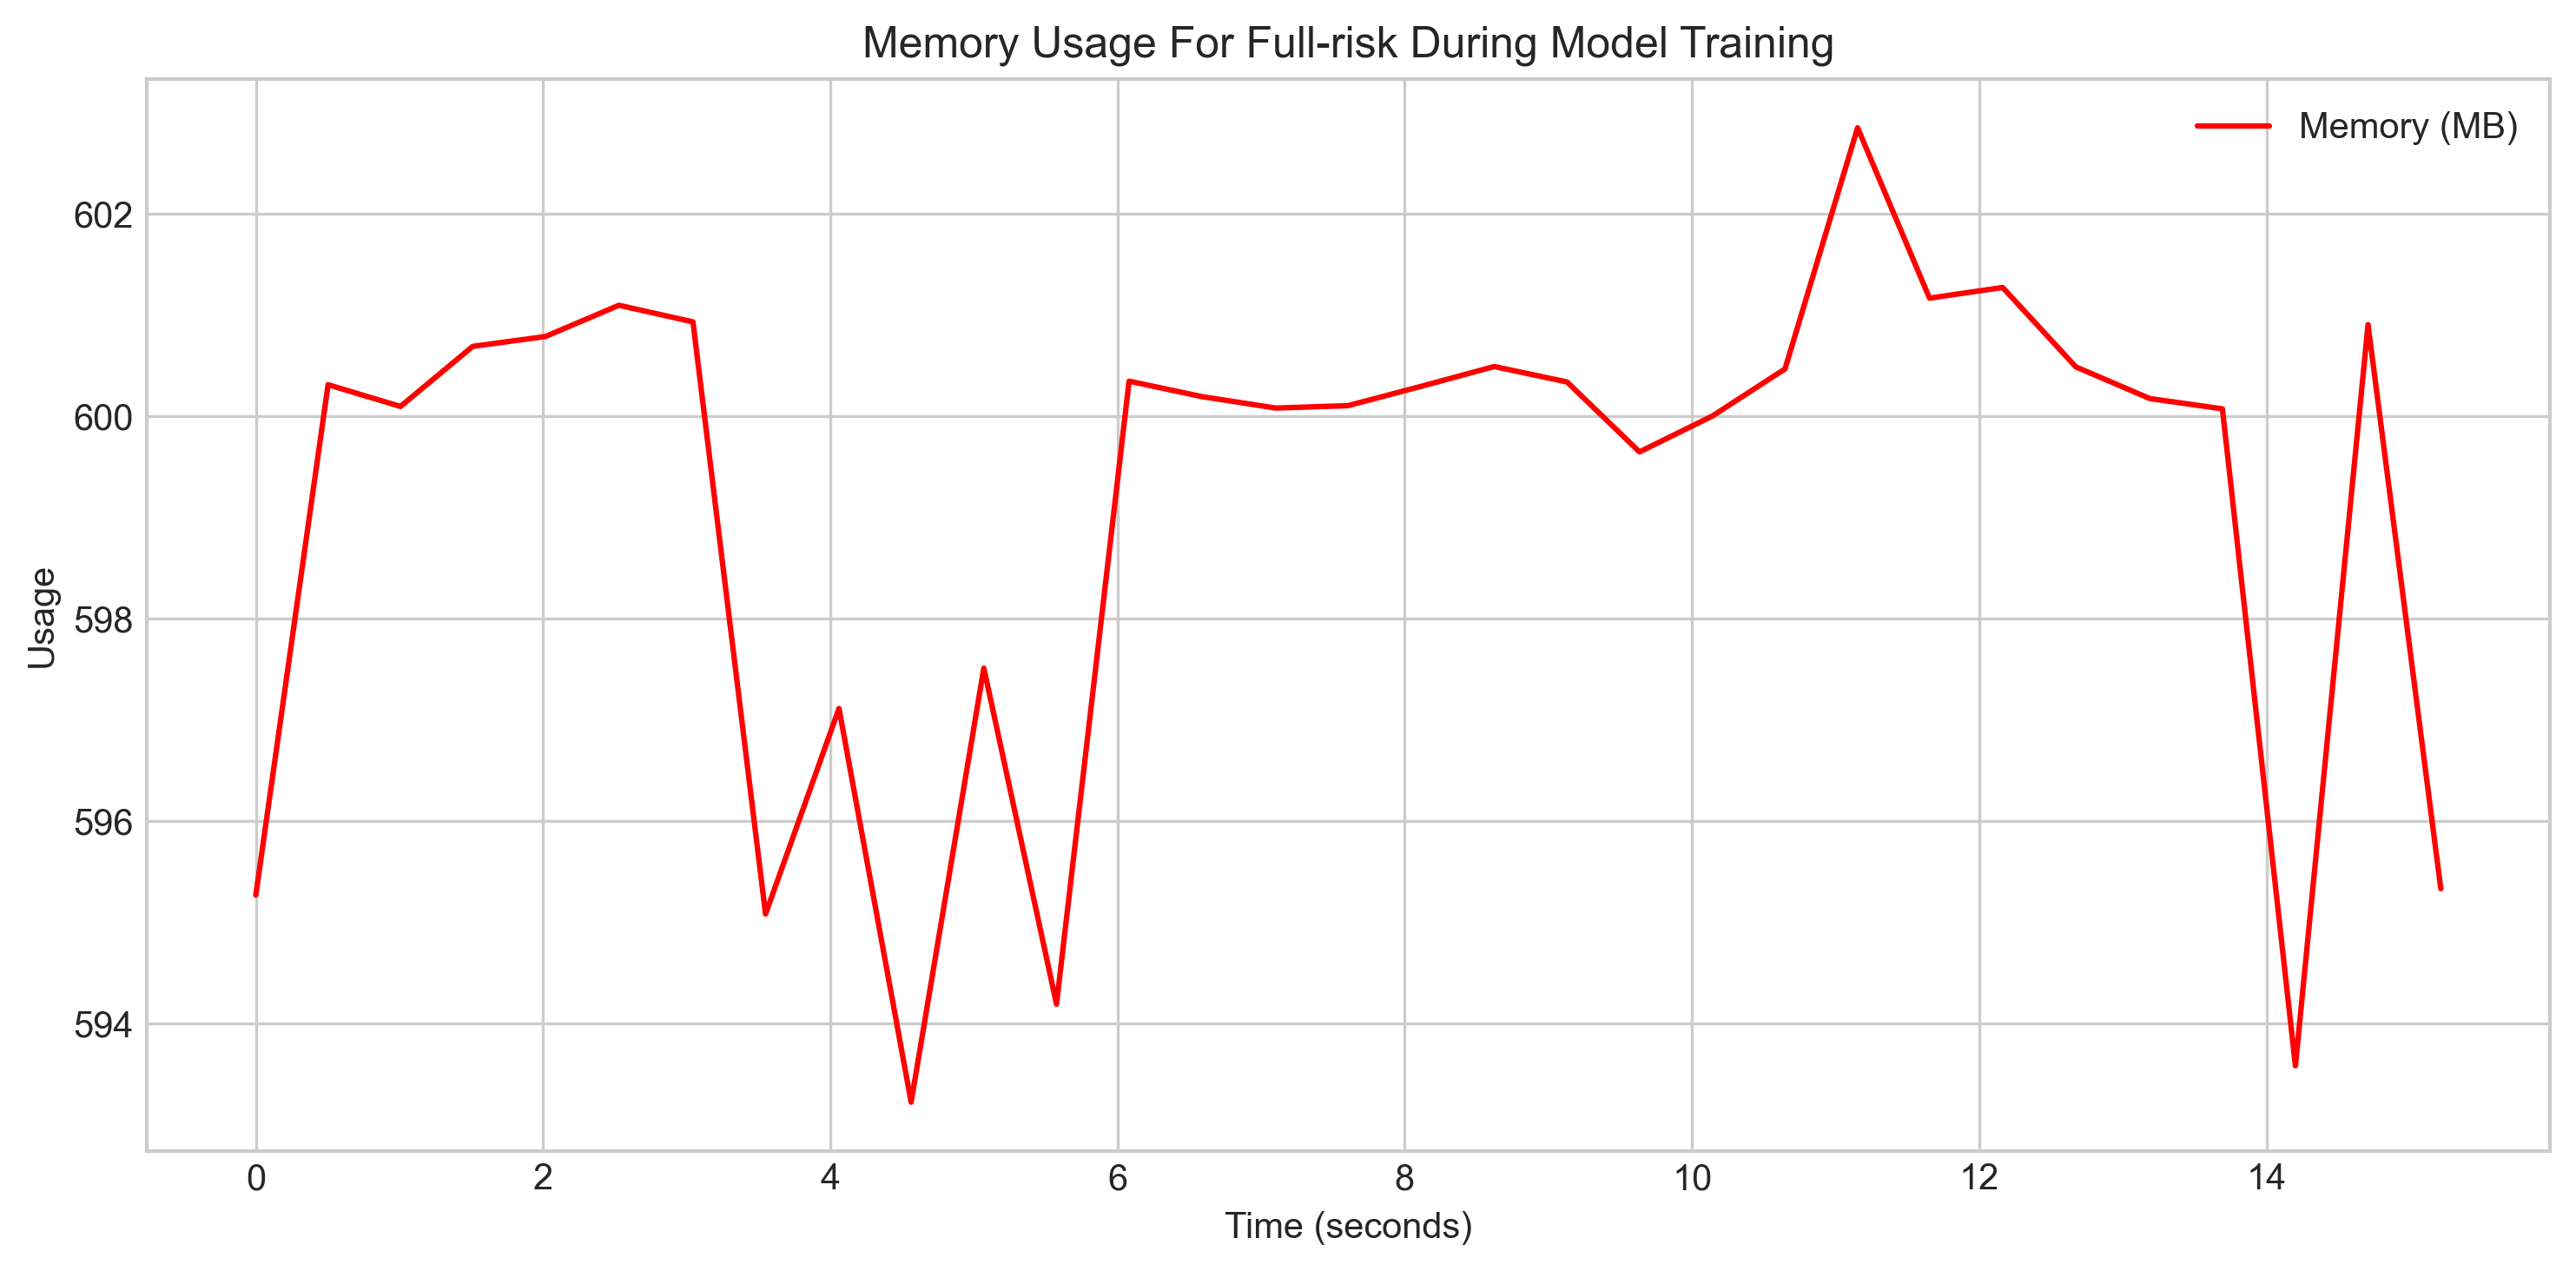 Memory Usage For Full-risk During Model Training
Memory (MB)
602
600
598
596
594
Usage
0 2 4 6 8 10 12 14
Time (seconds)